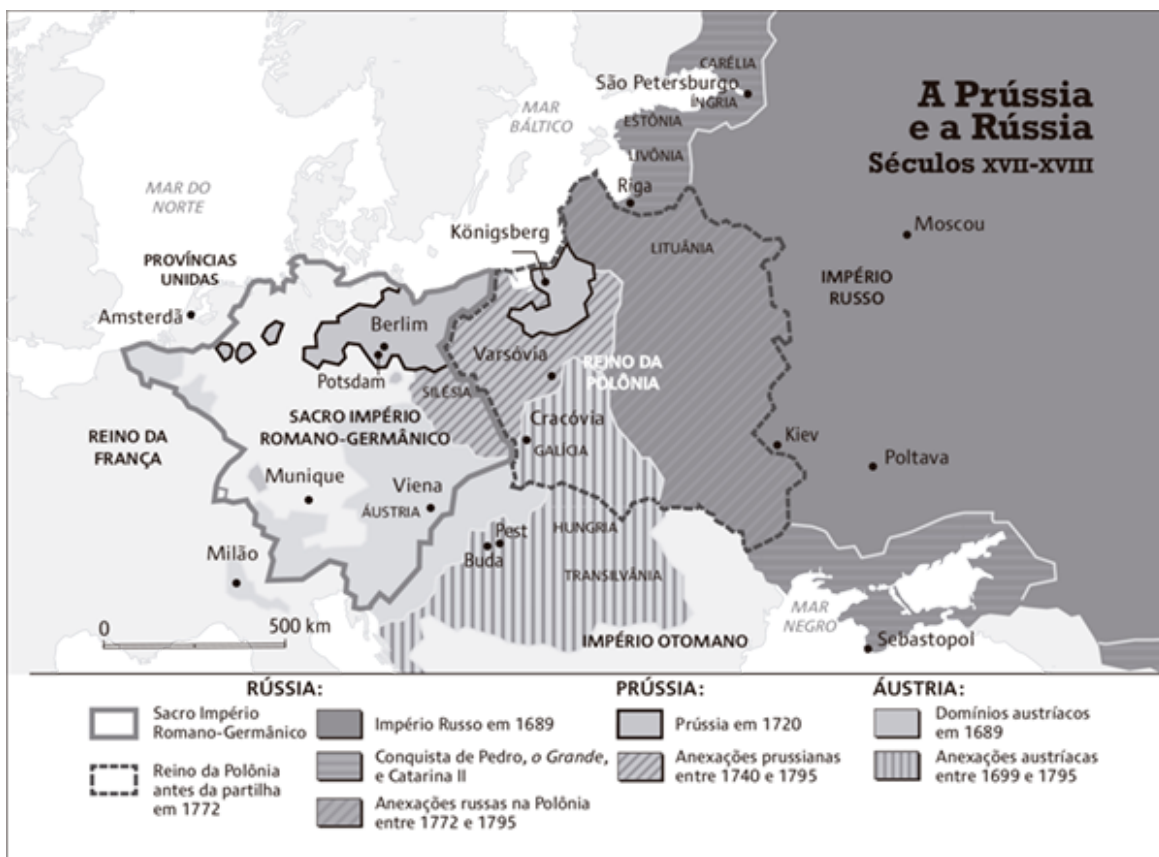 CARÉLIA
São Petersburgo
ÍNGRIA
A Prússia
e a Rússia
Séculos XVII-XVIII
MAR
BÁLTICO
ESTÔNIA
LIVÔNIA
MAR DO
NORTE
Riga
Moscou
Königsberg
LITUÂNIA
PROVÍNCIAS
UNIDAS
IMPÉRIO
RUSSO
Amsterdã
Berlim
Varsóvia
REINO DA
POLÔNIA
Potsdam
SILÉSIA
SACRO IMPÉRIO
ROMANO-GERMÂNICO
Cracóvia
GALÍCIA
REINO DA
FRANÇA
Kiev
Poltava
Munique
Viena
ÁUSTRIA
HUNGRIA
Pest
Buda
Milão
TRANSILVÂNIA
MAR
NEGRO
0 500 km
IMPÉRIO OTOMANO
Sebastopol
RÚSSIA:
Sacro Império
Romano-Germânico
Reino da Polônia
antes da partilha
em 1772
Império Russo em 1689
Conquista de Pedro, o Grande,
e Catarina II
Anexações russas na Polônia
entre 1772 e 1795
PRÚSSIA:
Prússia em 1720
Anexações prussianas
entre 1740 e 1795
ÁUSTRIA:
Domínios austríacos
em 1689
Anexações austríacas
entre 1699 e 1795